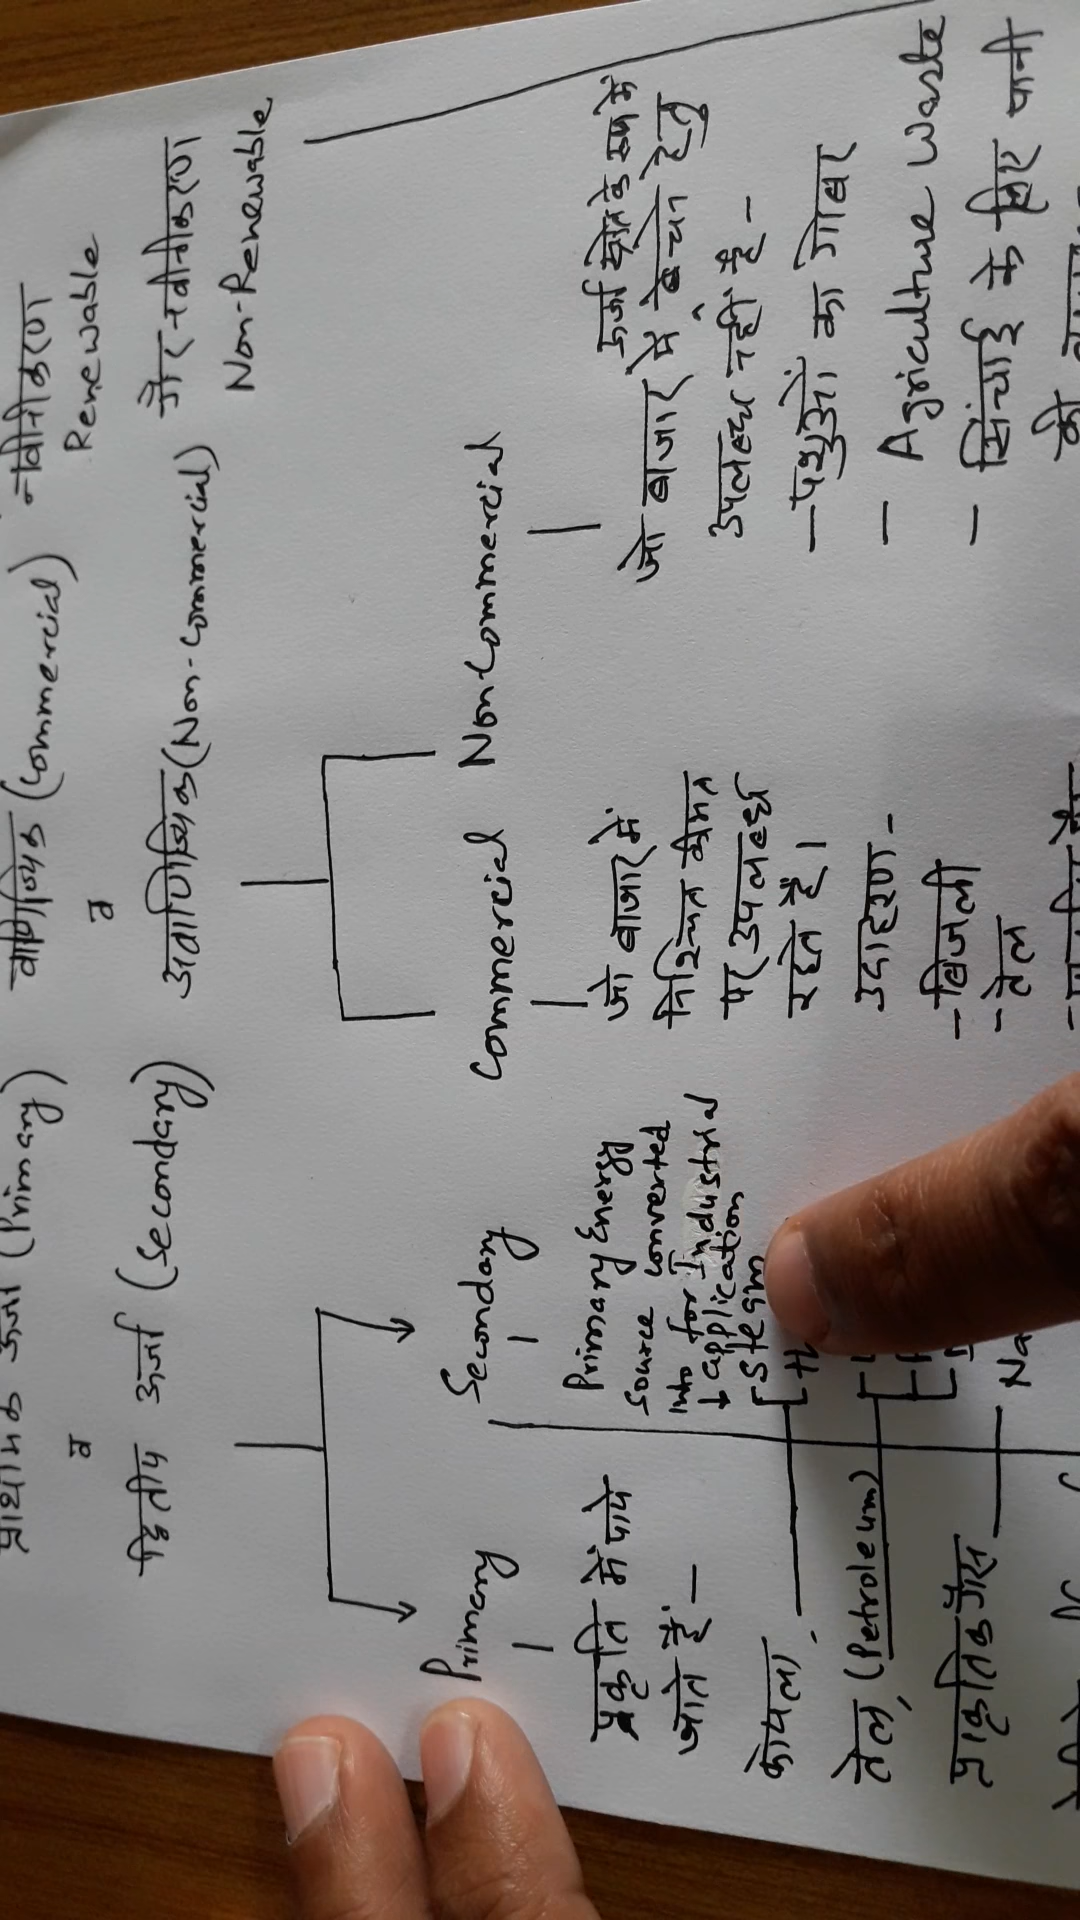 प्राथमिक ऊर्जा (Primary)
व
द्वितीय ऊर्जा (Secondary)
वाणिज्यिक (Commercial)
व
अवाणिज्यिक (Non-Commercial)
नवीनीकरण
Renewable
गैर नवीनीकरण
Non-Renewable
Primary
प्रकृति में पाये
जाते हैं -
कोयला
तेल, (Petroleum)
प्राकृतिक गैस
Secondary
Primary Energy
source converted
into for Industrial
application
Steam
Na
Commercial
जो बाजार में
निश्चित कीमत
पर उपलब्ध
रहते हैं।
उदाहरण -
- बिजली
- तेल
Non Commercial
ऊर्जा स्रोत के रूप में
जो बाजार में बेचने हेतु
उपलब्ध नहीं है -
- पशुओं का गोबर
- Agriculture waste
- सिंचाई के लिए पानी
को